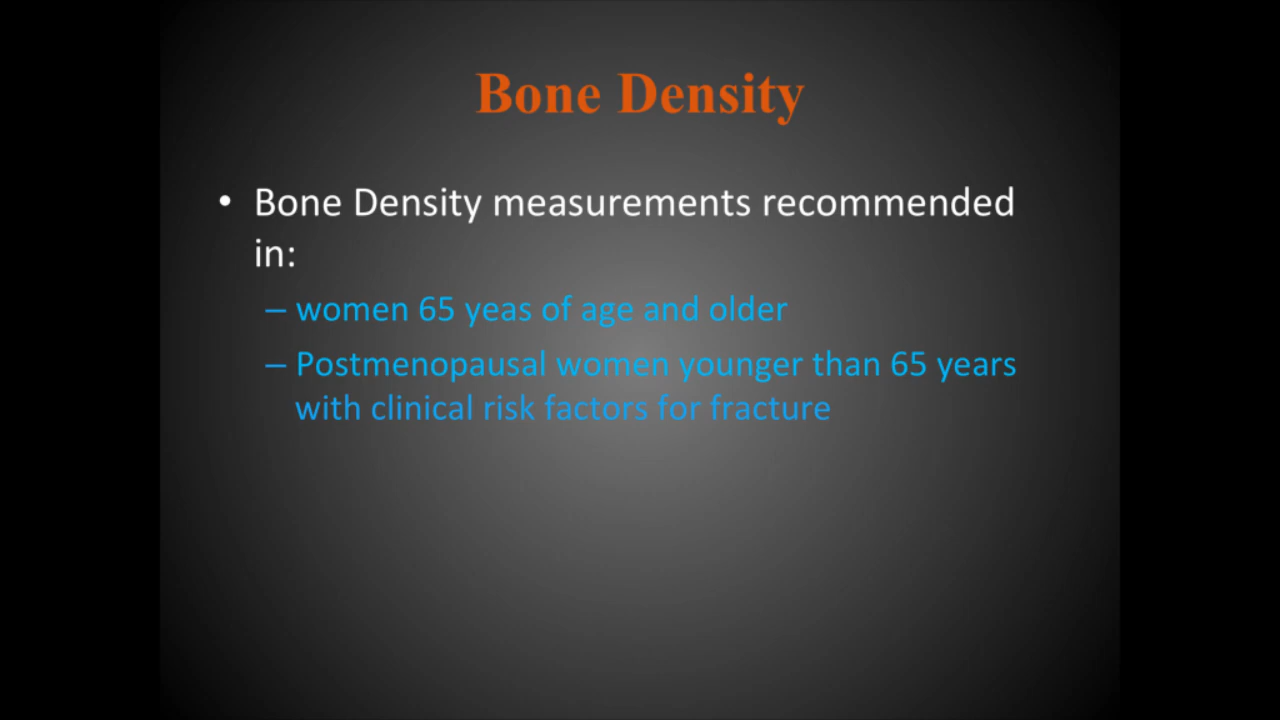 Bone Density
• Bone Density measurements recommended
in:
– women 65 yeas of age and older
– Postmenopausal women younger than 65 years
with clinical risk factors for fracture